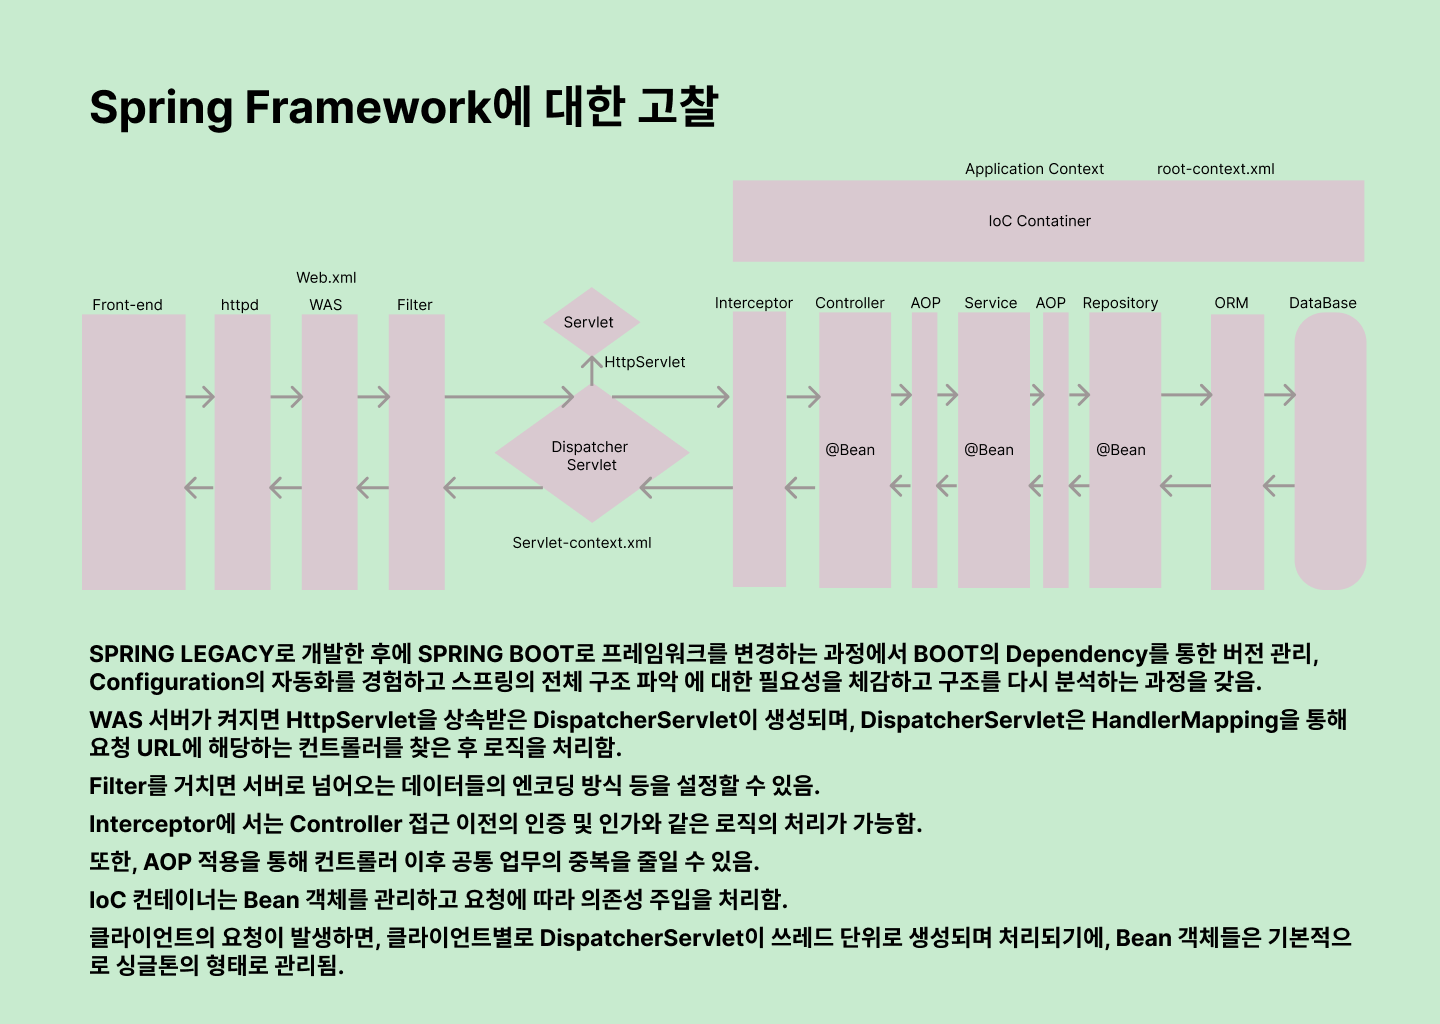 Spring Framework에 대한 고찰
Application Context root-context.xml
IoC Contatiner
Web.xml
Front-end httpd WAS Filter Interceptor Controller AOP Service AOP Repository ORM DataBase
Servlet
HttpServlet
Dispatcher
Servlet
@Bean @Bean @Bean
Servlet-context.xml
SPRING LEGACY로 개발한 후에 SPRING BOOT로 프레임워크를 변경하는 과정에서 BOOT의 Dependency를 통한 버전 관리,
Configuration의 자동화를 경험하고 스프링의 전체 구조 파악 에 대한 필요성을 체감하고 구조를 다시 분석하는 과정을 갖음.
WAS 서버가 켜지면 HttpServlet을 상속받은 DispatcherServlet이 생성되며, DispatcherServlet은 HandlerMapping을 통해
요청 URL에 해당하는 컨트롤러를 찾은 후 로직을 처리함.
Filter를 거치면 서버로 넘어오는 데이터들의 엔코딩 방식 등을 설정할 수 있음.
Interceptor에 서는 Controller 접근 이전의 인증 및 인가와 같은 로직의 처리가 가능함.
또한, AOP 적용을 통해 컨트롤러 이후 공통 업무의 중복을 줄일 수 있음.
IoC 컨테이너는 Bean 객체를 관리하고 요청에 따라 의존성 주입을 처리함.
클라이언트의 요청이 발생하면, 클라이언트별로 DispatcherServlet이 쓰레드 단위로 생성되며 처리되기에, Bean 객체들은 기본적으
로 싱글톤의 형태로 관리됨.